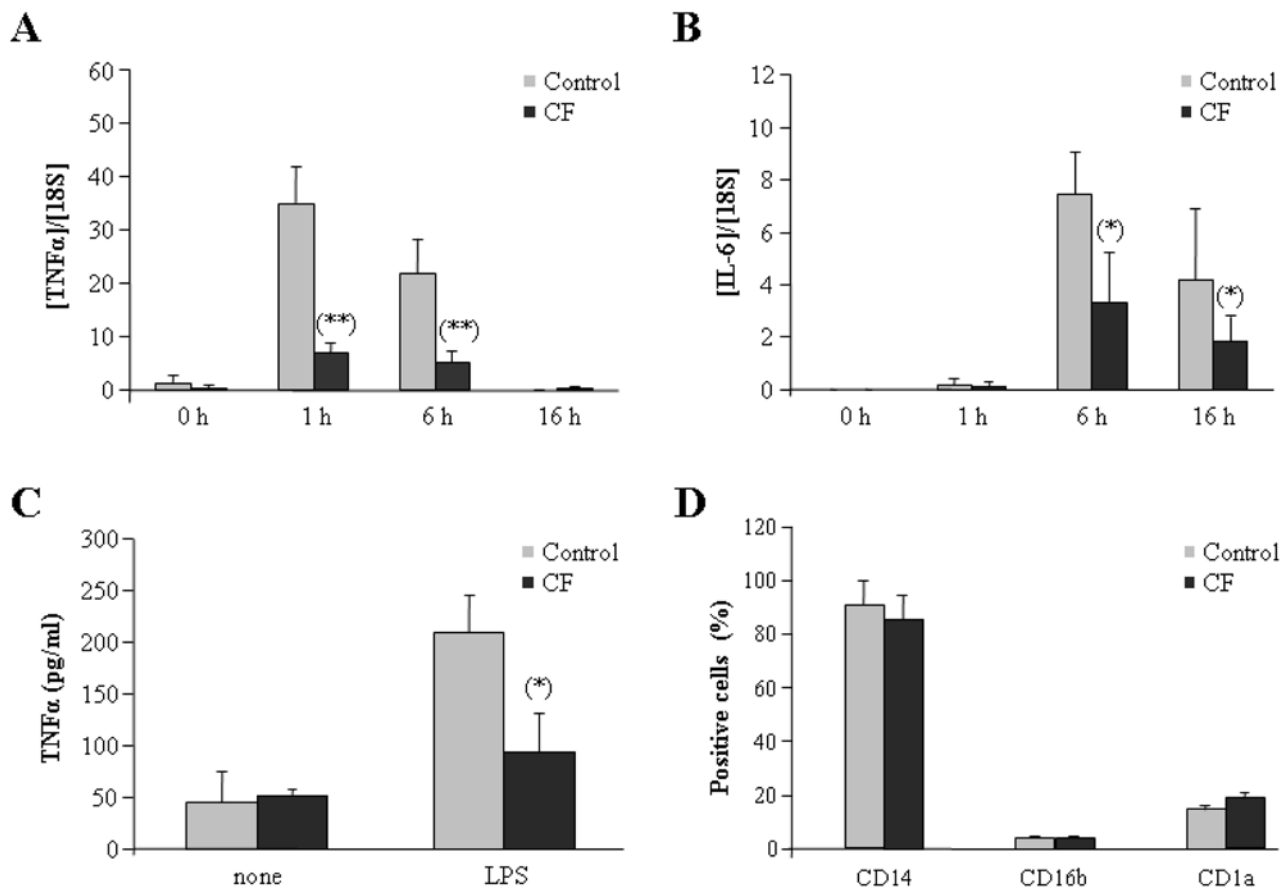 A
60
50
40
30
20
10
0
[TNFα]/[18S]
Control
CF
(**)
(**)
0 h
1 h
6 h
16 h
B
12
10
8
6
4
2
0
[IL-6]/[18S]
Control
CF
(*)
(*)
0 h
1 h
6 h
16 h
C
300
250
200
150
100
50
0
TNFα (pg/ml)
Control
CF
(*)
none
LPS
D
120
100
80
60
40
20
0
Positive cells (%)
Control
CF
CD14
CD16b
CD1a